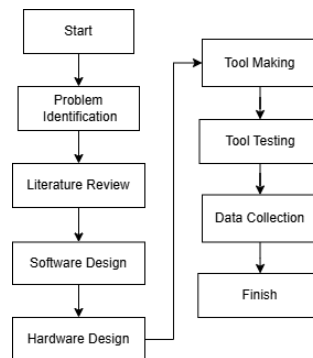 Start
Problem
Identification
Literature Review
Software Design
Hardware Design
Tool Making
Tool Testing
Data Collection
Finish